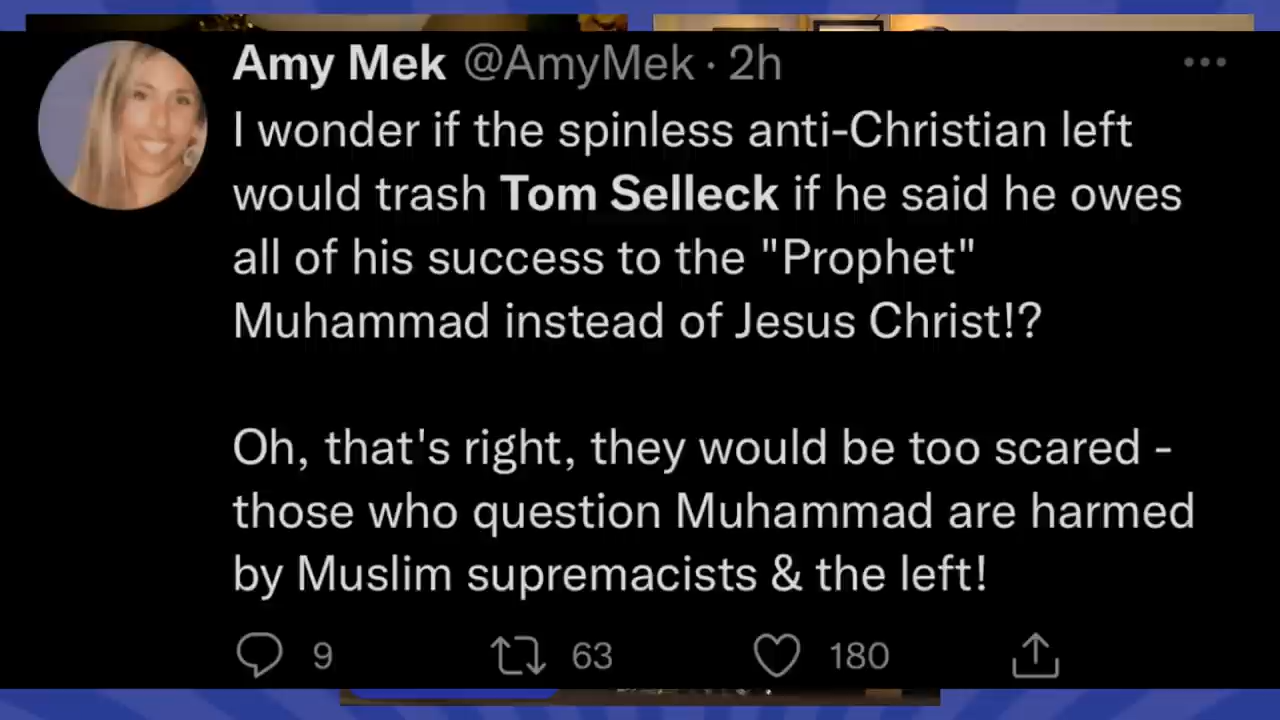 Amy Mek @AmyMek · 2h
I wonder if the spinless anti-Christian left
would trash Tom Selleck if he said he owes
all of his success to the "Prophet"
Muhammad instead of Jesus Christ!?
Oh, that's right, they would be too scared -
those who question Muhammad are harmed
by Muslim supremacists & the left!
9 63 180